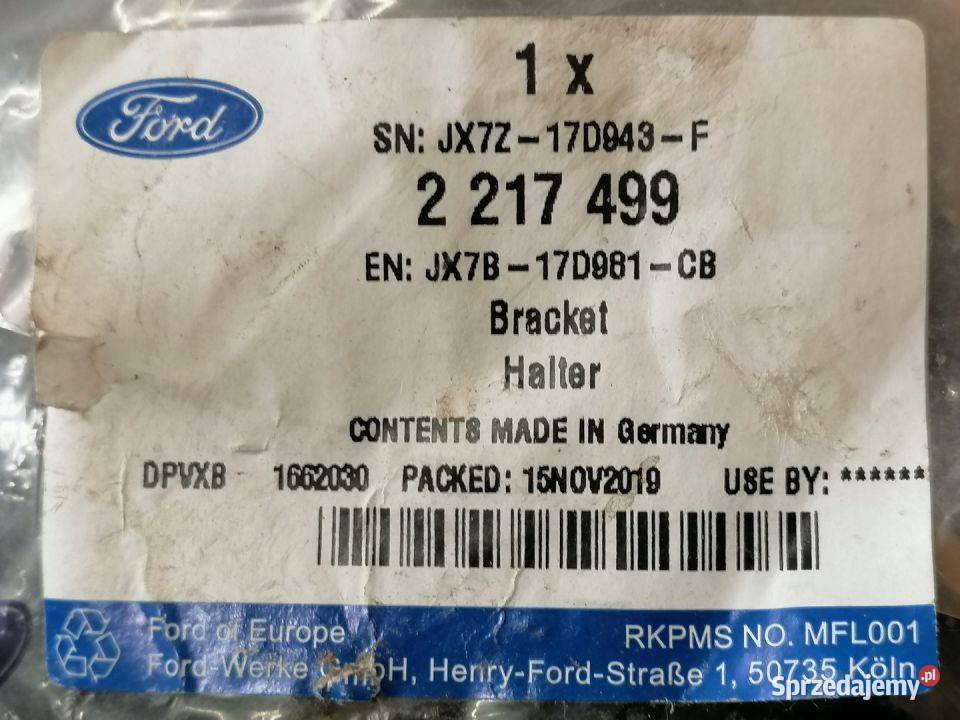 1 x
Ford
SN: JX7Z-17D943-F
2 217 499
EN: JX7B-17D981-CB
Bracket
Halter
CONTENTS MADE IN Germany
DPVXB 1662030 PACKED: 15NOV2019 USE BY: ******
Ford of Europe RKPMS NO. MFL001
Ford-Werke GmbH, Henry-Ford-Straße 1, 50735 Köln
Sprzedajemy.pl